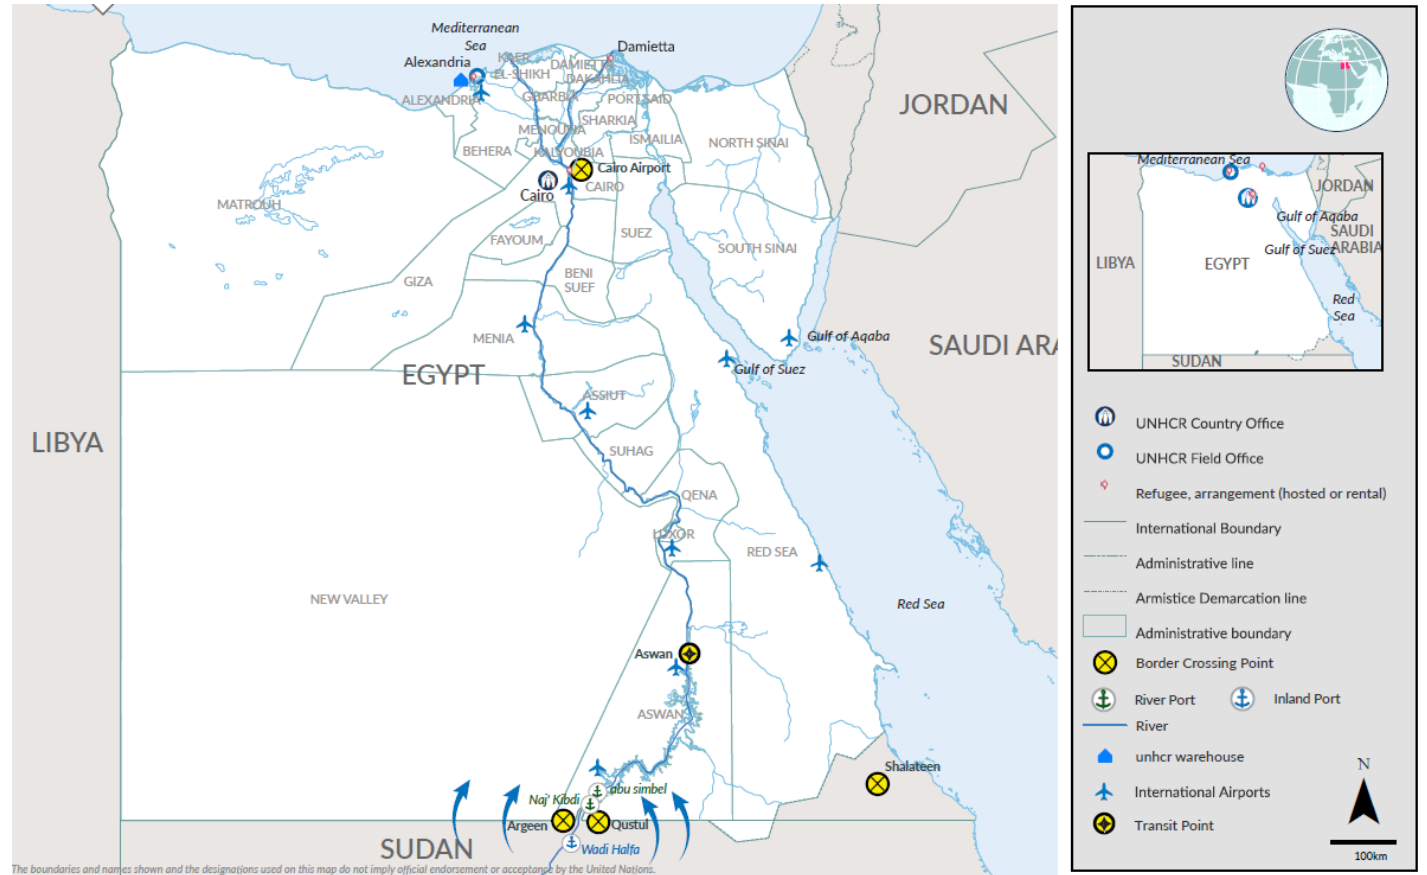 Mediterranean
Sea
Damietta
Alexandria
KAFR
EL-SHIKH
DAMIETTA
DAKAHLIA
ALEXANDRIA
GHARBIA
PORTSAID
SHARKIA
MENOUFIA
ISMAILIA
NORTH SINAI
BEHERA
KALYOUBIA
Cairo Airport
CAIRO
Cairo
MATROUH
FAYOUM
SUEZ
SOUTH SINAI
GIZA
BENI
SUEF
MENIA
Gulf of Aqaba
Gulf of Suez
EGYPT
ASSIUT
SUHAG
QENA
LUXOR
RED SEA
NEW VALLEY
Red Sea
Aswan
ASWAN
Shalateen
abu simbel
Naj' Kibdi
Argeen
Qustul
Wadi Halfa
SUDAN
LIBYA
JORDAN
SAUDI ARA
The boundaries and names shown and the designations used on this map do not imply official endorsement or acceptance by the United Nations.
Mediterranean Sea
JORDAN
Gulf of Aqaba
SAUDI
ARABIA
Gulf of Suez
LIBYA
EGYPT
Red
Sea
SUDAN
UNHCR Country Office
UNHCR Field Office
Refugee, arrangement (hosted or rental)
International Boundary
Administrative line
Armistice Demarcation line
Administrative boundary
Border Crossing Point
River Port
Inland Port
River
unhcr warehouse
International Airports
Transit Point
N
100km